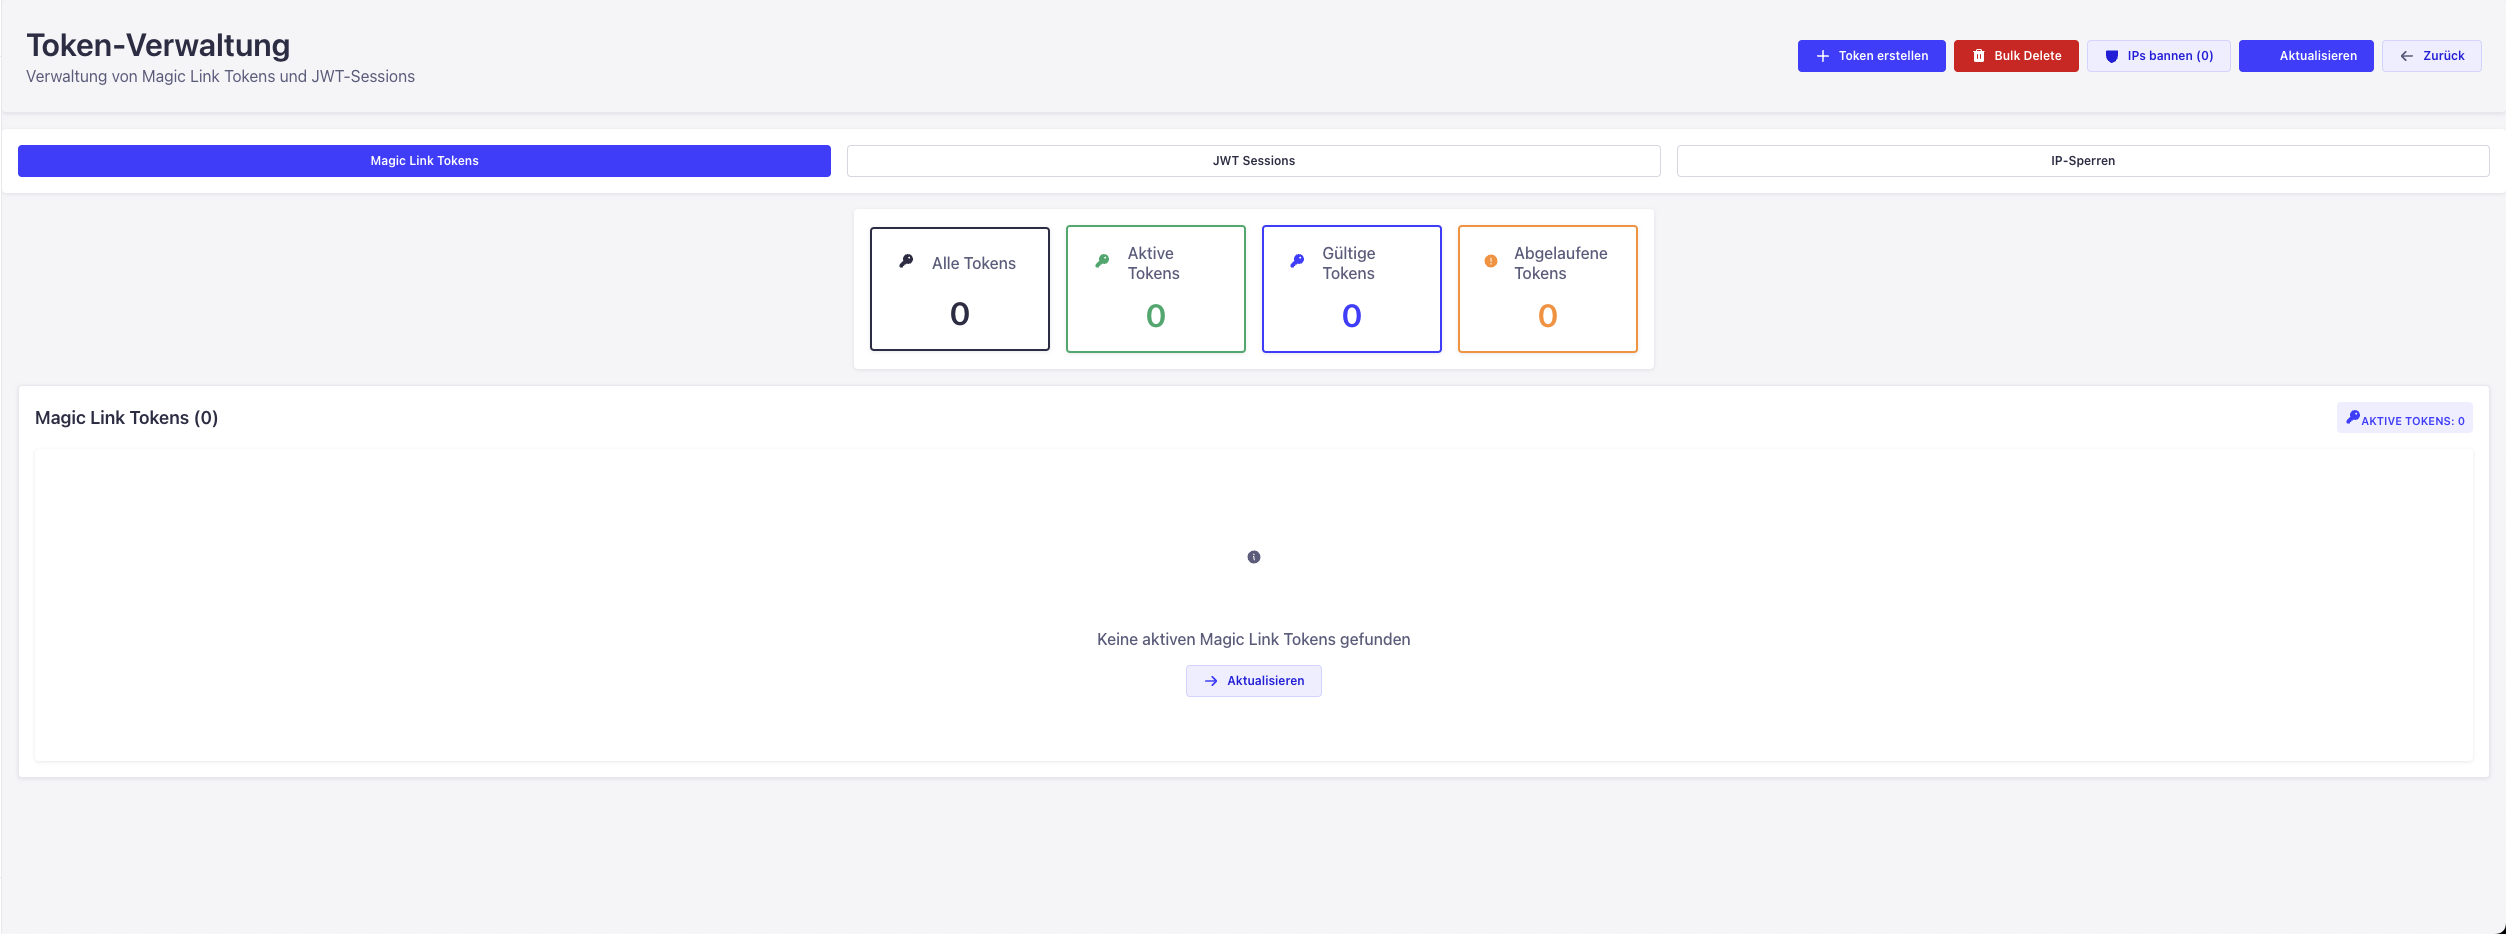 Token-Verwaltung
Verwaltung von Magic Link Tokens und JWT-Sessions
Token erstellen
Bulk Delete
IPs bannen (0)
Aktualisieren
Zurück
Magic Link Tokens
JWT Sessions
IP-Sperren
Alle Tokens
0
Aktive
Tokens
0
Gültige
Tokens
0
Abgelaufene
Tokens
0
Magic Link Tokens (0)
AKTIVE TOKENS: 0
Keine aktiven Magic Link Tokens gefunden
Aktualisieren